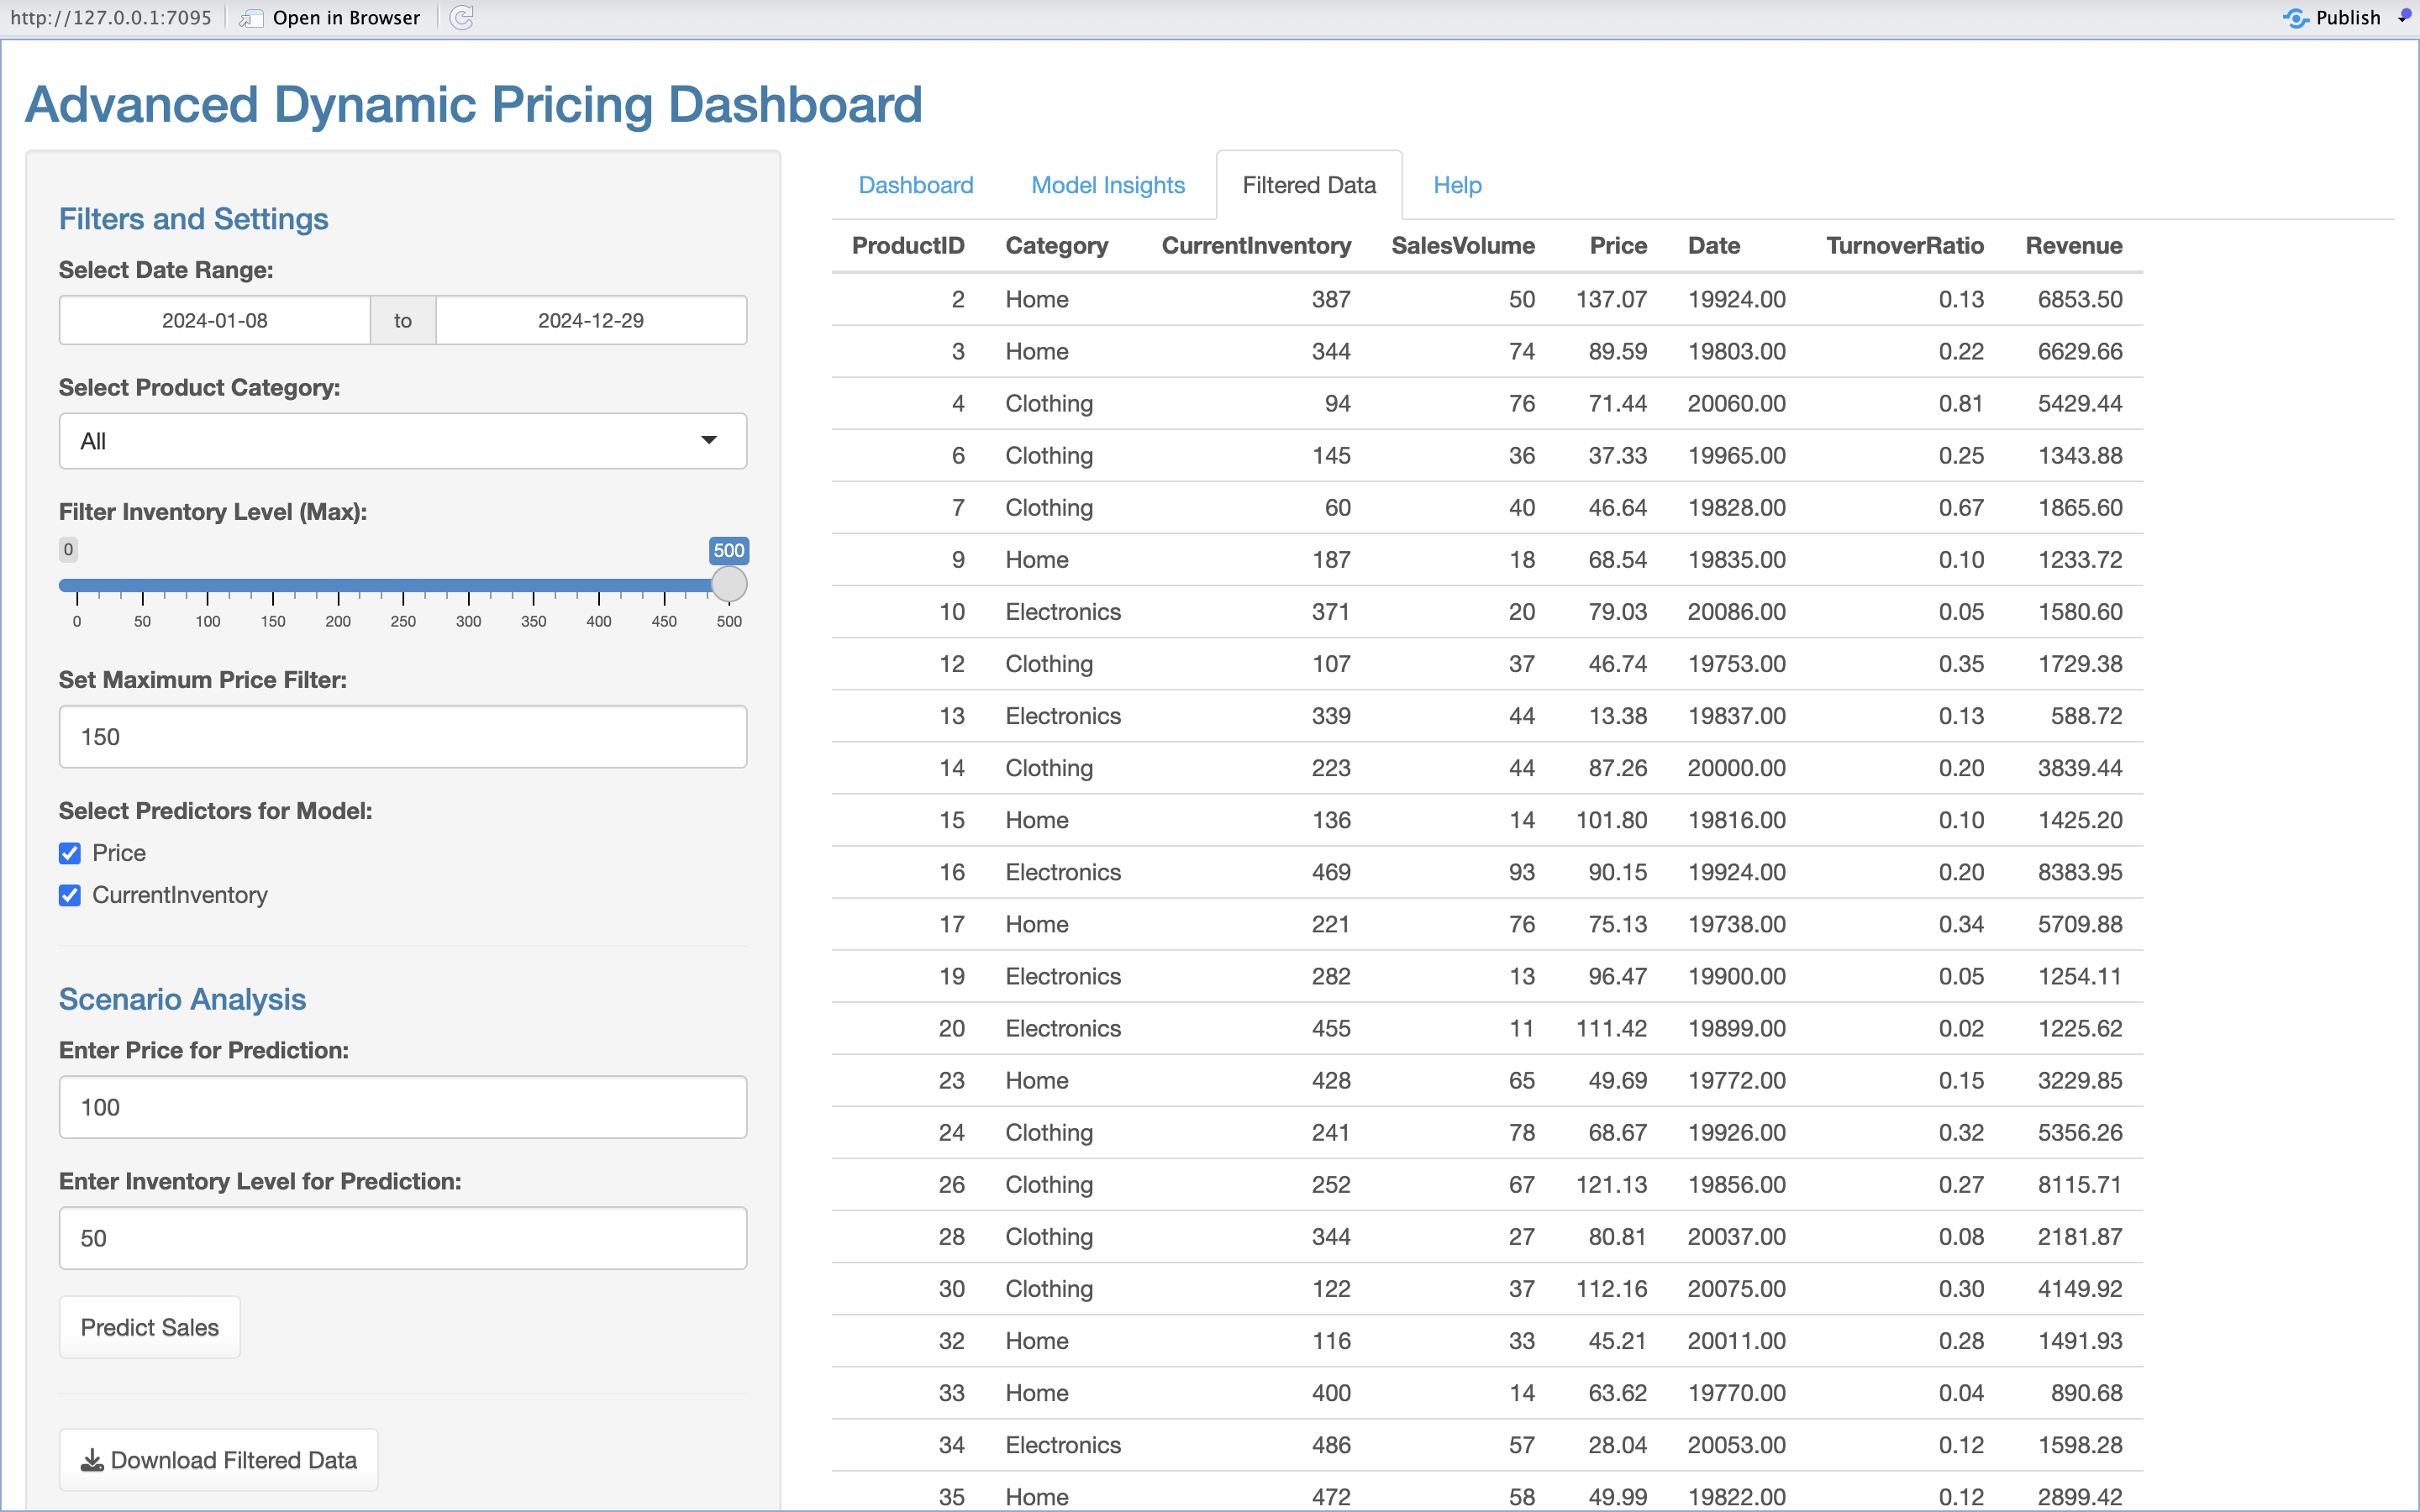 http://127.0.0.1:7095 Open in Browser Publish
Advanced Dynamic Pricing Dashboard
Filters and Settings
Select Date Range:
2024-01-08 to 2024-12-29
Select Product Category:
All
Filter Inventory Level (Max):
0 500
0 50 100 150 200 250 300 350 400 450 500
Set Maximum Price Filter:
150
Select Predictors for Model:
Price
CurrentInventory
Scenario Analysis
Enter Price for Prediction:
100
Enter Inventory Level for Prediction:
50
Predict Sales
Download Filtered Data
Dashboard Model Insights Filtered Data Help
ProductID Category CurrentInventory SalesVolume Price Date TurnoverRatio Revenue
2 Home 387 50 137.07 19924.00 0.13 6853.50
3 Home 344 74 89.59 19803.00 0.22 6629.66
4 Clothing 94 76 71.44 20060.00 0.81 5429.44
6 Clothing 145 36 37.33 19965.00 0.25 1343.88
7 Clothing 60 40 46.64 19828.00 0.67 1865.60
9 Home 187 18 68.54 19835.00 0.10 1233.72
10 Electronics 371 20 79.03 20086.00 0.05 1580.60
12 Clothing 107 37 46.74 19753.00 0.35 1729.38
13 Electronics 339 44 13.38 19837.00 0.13 588.72
14 Clothing 223 44 87.26 20000.00 0.20 3839.44
15 Home 136 14 101.80 19816.00 0.10 1425.20
16 Electronics 469 93 90.15 19924.00 0.20 8383.95
17 Home 221 76 75.13 19738.00 0.34 5709.88
19 Electronics 282 13 96.47 19900.00 0.05 1254.11
20 Electronics 455 11 111.42 19899.00 0.02 1225.62
23 Home 428 65 49.69 19772.00 0.15 3229.85
24 Clothing 241 78 68.67 19926.00 0.32 5356.26
26 Clothing 252 67 121.13 19856.00 0.27 8115.71
28 Clothing 344 27 80.81 20037.00 0.08 2181.87
30 Clothing 122 37 112.16 20075.00 0.30 4149.92
32 Home 116 33 45.21 20011.00 0.28 1491.93
33 Home 400 14 63.62 19770.00 0.04 890.68
34 Electronics 486 57 28.04 20053.00 0.12 1598.28
35 Home 472 58 49.99 19822.00 0.12 2899.42